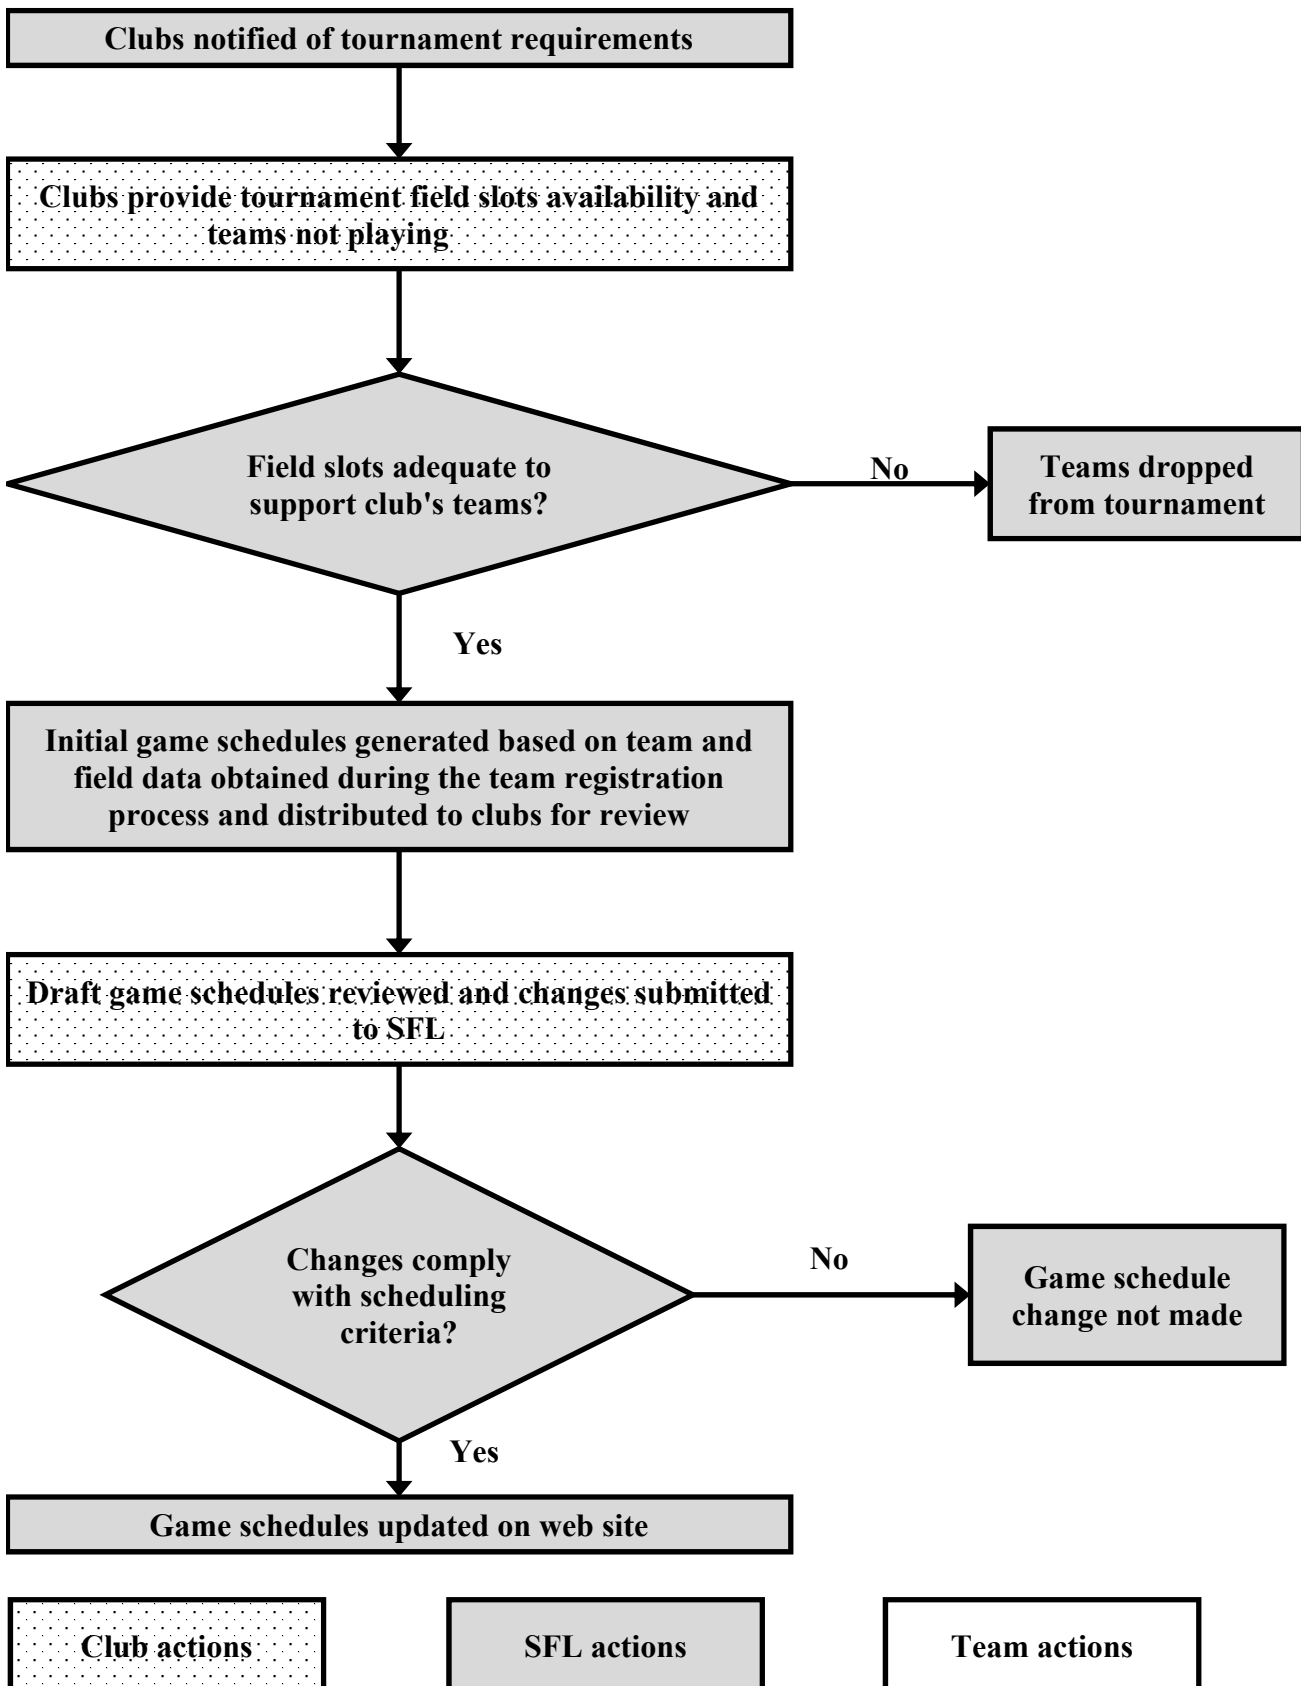 Clubs notified of tournament requirements
Clubs provide tournament field slots availability and
teams not playing
Field slots adequate to
support club's teams?
No
Teams dropped
from tournament
Yes
Initial game schedules generated based on team and
field data obtained during the team registration
process and distributed to clubs for review
Draft game schedules reviewed and changes submitted
to SFL
Changes comply
with scheduling
criteria?
No
Game schedule
change not made
Yes
Game schedules updated on web site
Club actions
SFL actions
Team actions